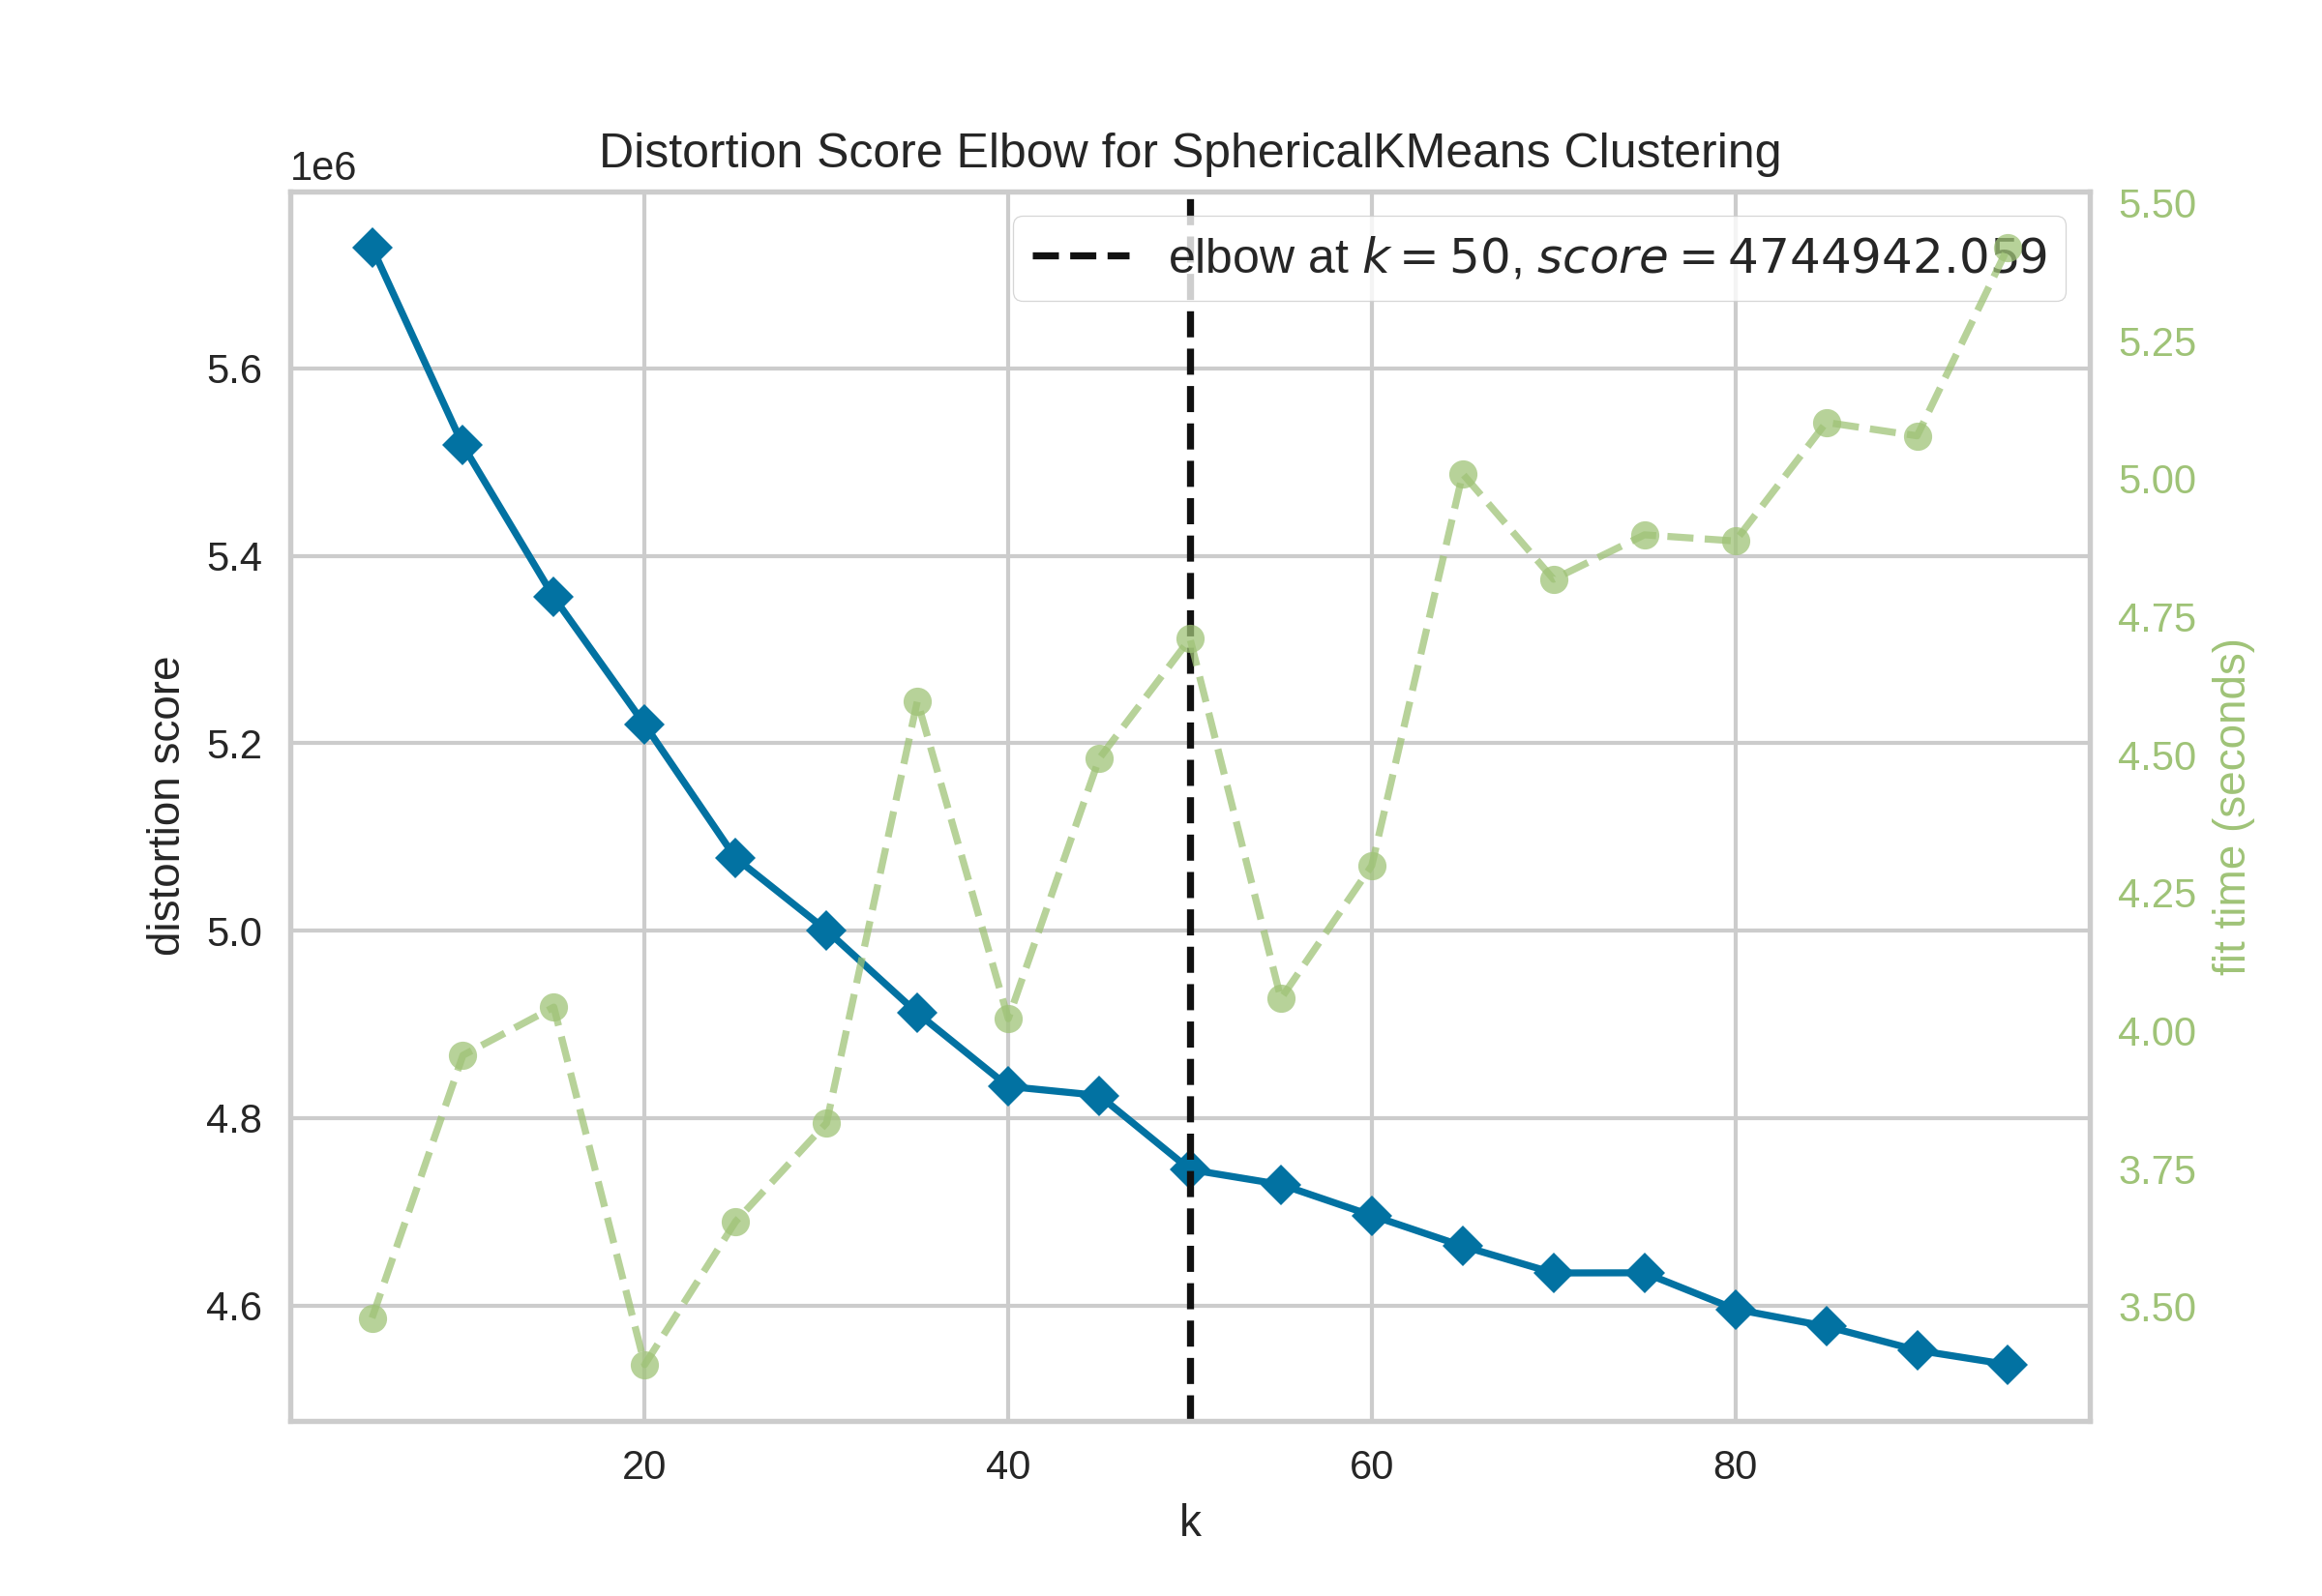 Distortion Score Elbow for SphericalKMeans Clustering
1e6
elbow at k = 50, score = 4744942.059
5.6
5.4
5.2
5.0
4.8
4.6
distortion score
5.50
5.25
5.00
4.75
4.50
4.25
4.00
3.75
3.50
fit time (seconds)
20 40 60 80
k